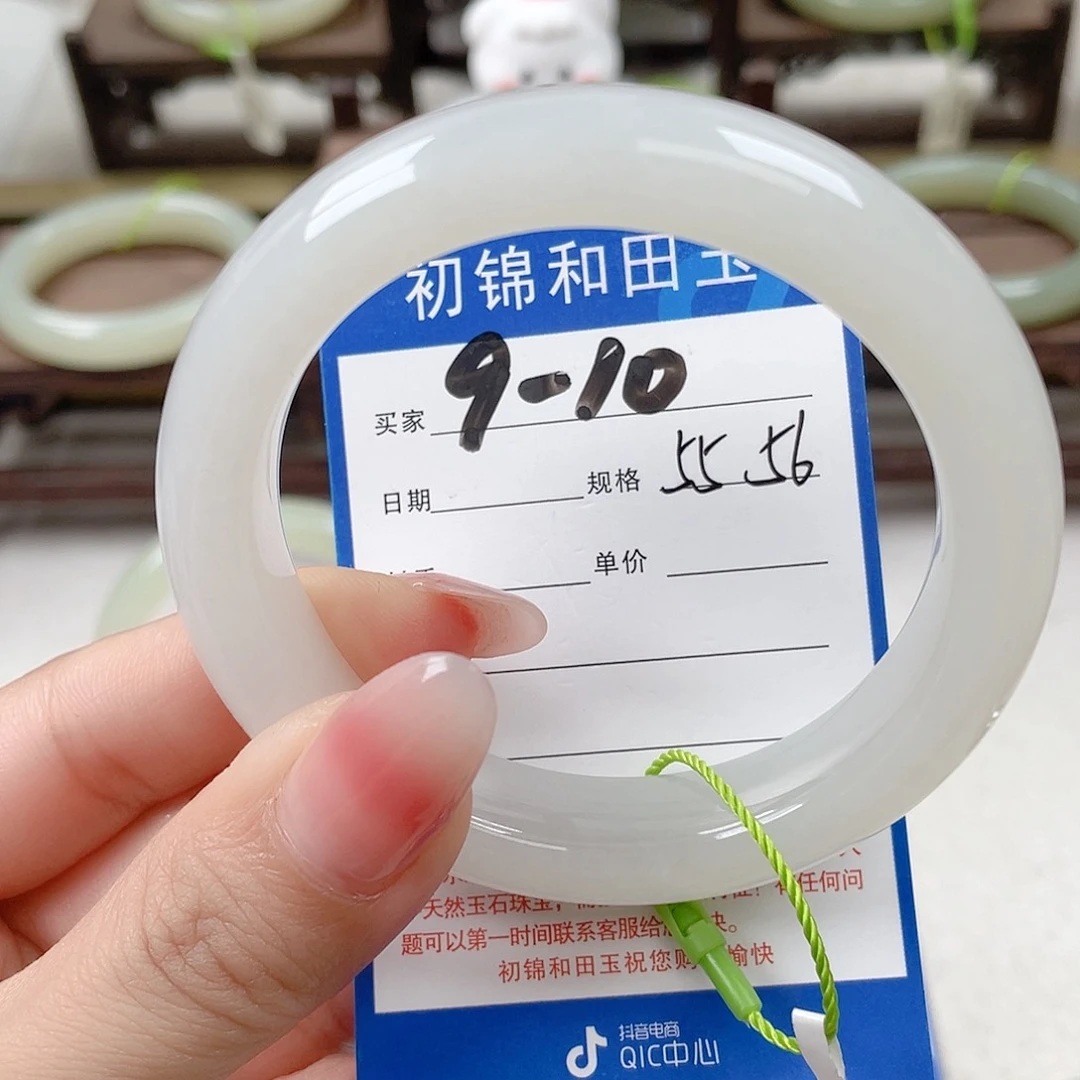 初锦和田玉
买家 9-10
日期 规格 55.56
单价
任何问
天然玉石珠宝,
题可以第一时间联系客服给 决。
初锦和田玉祝您购 愉快
抖音电商
QIC中心